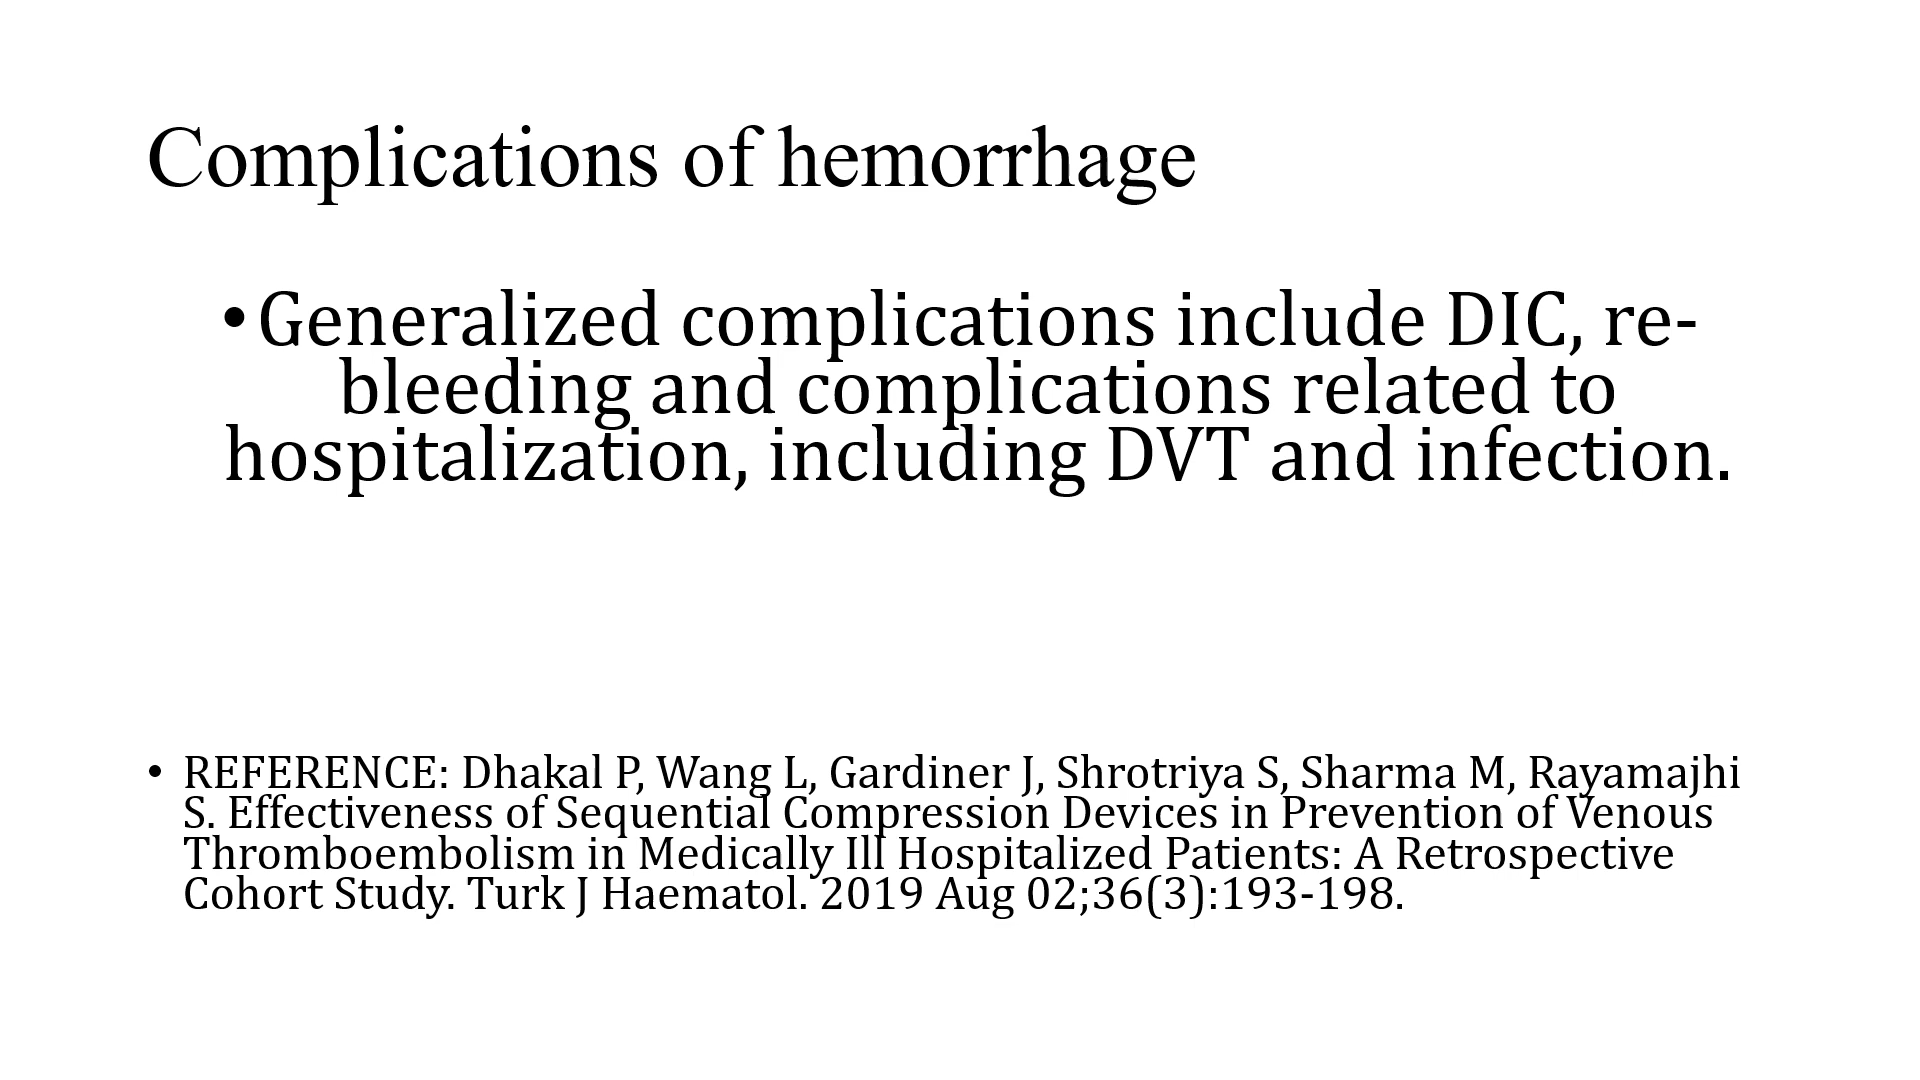 Complications of hemorrhage
• Generalized complications include DIC, re-
bleeding and complications related to
hospitalization, including DVT and infection.
• REFERENCE: Dhakal P, Wang L, Gardiner J, Shrotriya S, Sharma M, Rayamajhi
S. Effectiveness of Sequential Compression Devices in Prevention of Venous
Thromboembolism in Medically Ill Hospitalized Patients: A Retrospective
Cohort Study. Turk J Haematol. 2019 Aug 02;36(3):193-198.